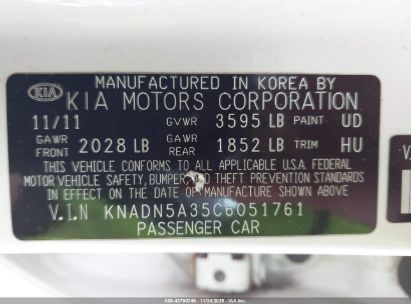 MANUFACTURED IN KOREA BY
KIA KIA MOTORS CORPORATION
11/11 GVWR 3595 LB PAINT UD
GAWR FRONT 2028 LB GAWR REAR 1852 LB TRIM HU
THIS VEHICLE CONFORMS TO ALL APPLICABLE U.S.A. FEDERAL
MOTOR VEHICLE SAFETY, BUMPER, AND THEFT PREVENTION STANDARDS
IN EFFECT ON THE DATE OF MANUFACTURE SHOWN ABOVE
V.I.N KNADN5A35C6051761
PASSENGER CAR